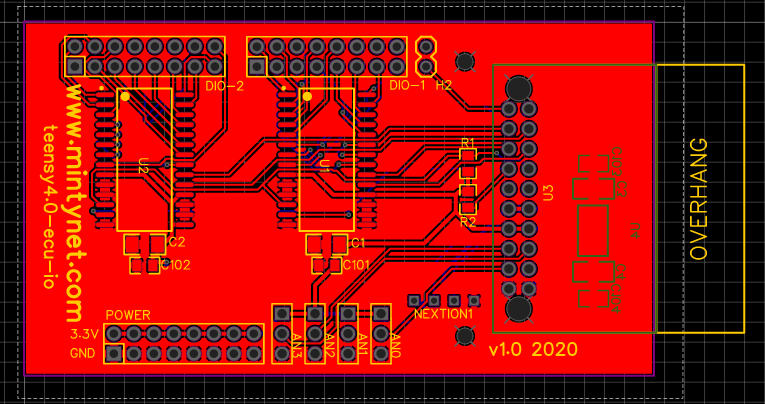 DIO-2
DIO-1
H2
www.mintynet.com
teensy4.0-ecu-io
U2
U1
R1
R2
U3
OVERHANG
C2
C102
C1
C101
POWER
3.3V
GND
AN3
AN2
AN1
AN0
NEXTION1
v1.0 2020